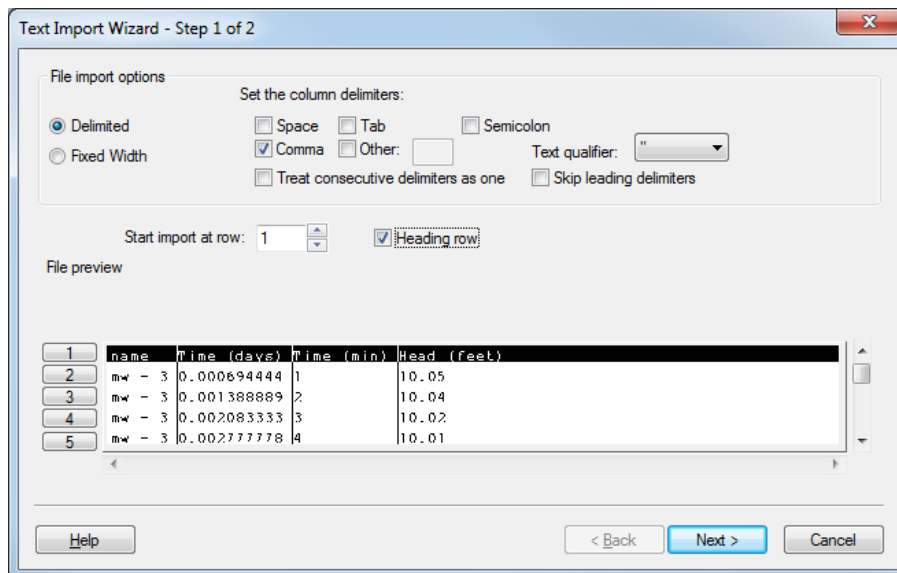 Text Import Wizard - Step 1 of 2
File import options
Set the column delimiters:
Delimited
Space Tab Semicolon
Comma Other: Text qualifier: "
Fixed Width
Treat consecutive delimiters as one Skip leading delimiters
Start import at row: 1 Heading row
File preview
1 name Time (days) Time (min) Head (feet)
2 mw - 3 0.000694444 1 10.05
3 mw - 3 0.001388889 2 10.04
4 mw - 3 0.002083333 3 10.02
5 mw - 3 0.002777778 4 10.01
Help < Back Next > Cancel